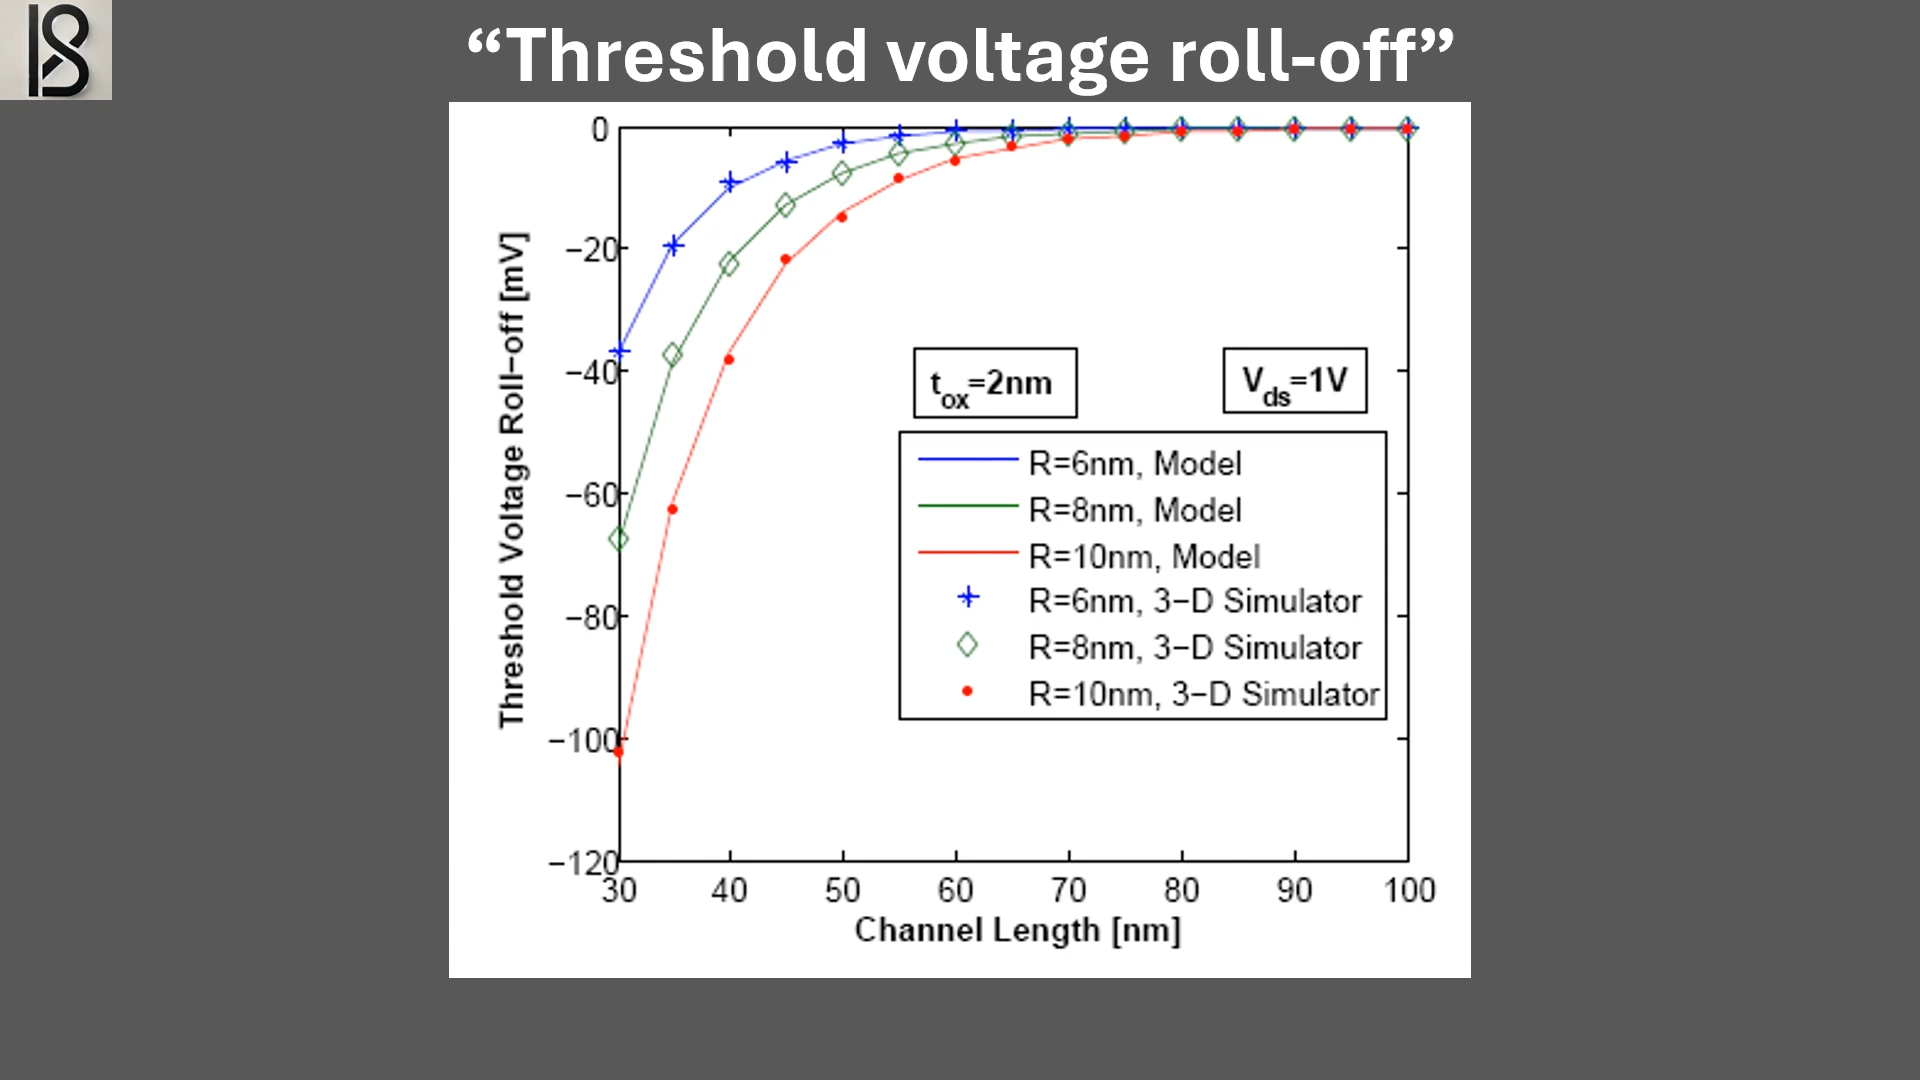 “Threshold voltage roll-off”
0
−20
−40
−60
−80
−100
−120
Threshold Voltage Roll−off [mV]
tox=2nm
Vds=1V
R=6nm, Model
R=8nm, Model
R=10nm, Model
R=6nm, 3−D Simulator
R=8nm, 3−D Simulator
R=10nm, 3−D Simulator
30 40 50 60 70 80 90 100
Channel Length [nm]